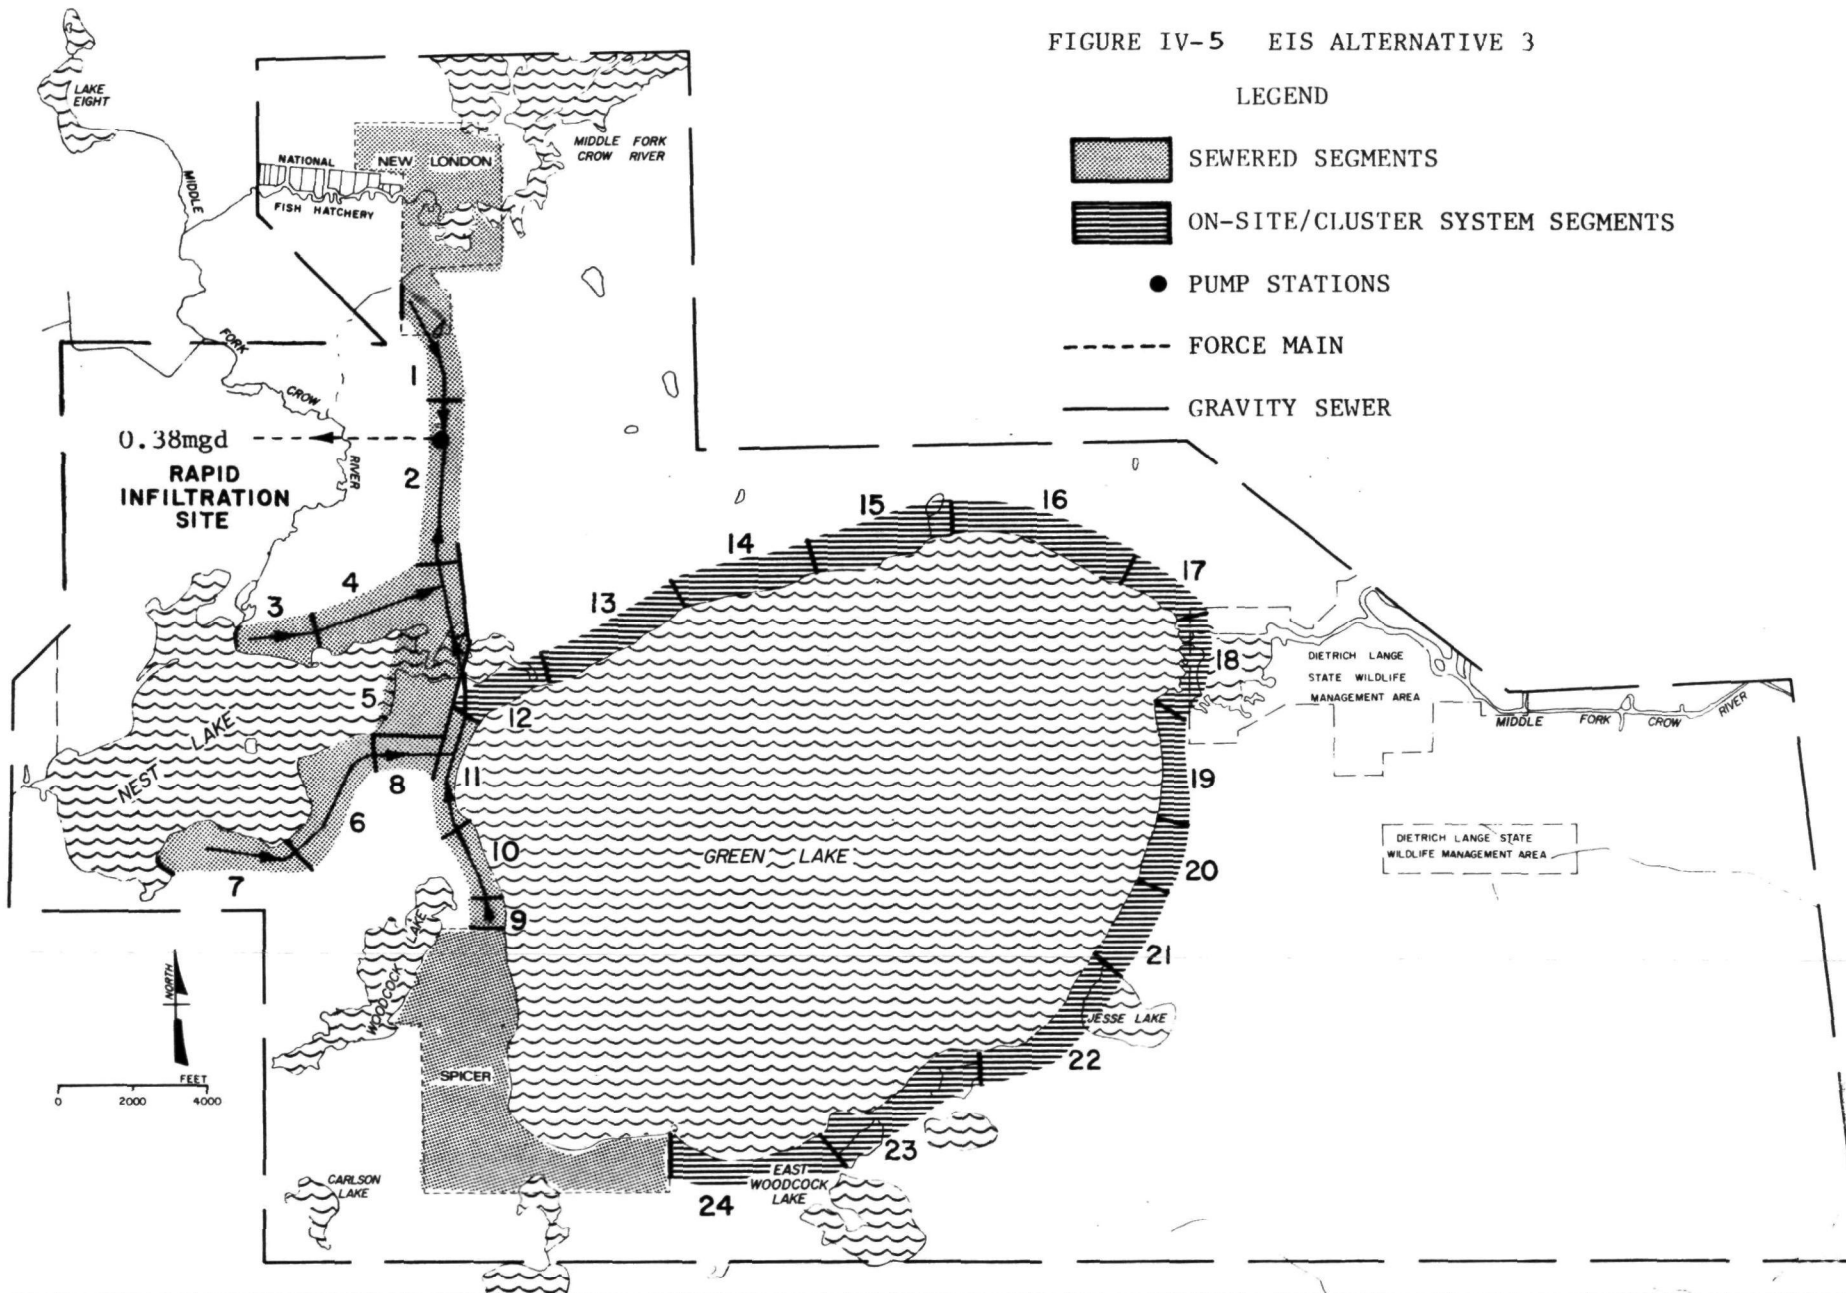 FIGURE IV-5 EIS ALTERNATIVE 3
LEGEND
SEWERED SEGMENTS
ON-SITE/CLUSTER SYSTEM SEGMENTS
PUMP STATIONS
FORCE MAIN
GRAVITY SEWER
LAKE
EIGHT
MIDDLE FORK
CROW RIVER
NATIONAL
NEW LONDON
FISH HATCHERY
MIDDLE
FORK
CROW
RIVER
1
0.38mgd
2
RAPID
INFILTRATION
SITE
3
4
5
6
7
8
9
10
11
12
13
14
15
16
17
18
19
20
21
22
23
24
NEST LAKE
GREEN LAKE
DIETRICH LANGE
STATE WILDLIFE
MANAGEMENT AREA
MIDDLE FORK CROW RIVER
DIETRICH LANGE STATE
WILDLIFE MANAGEMENT AREA
WOODCOCK LAKE
JESSE LAKE
SPICER
NORTH
FEET
0 2000 4000
CARLSON
LAKE
EAST
WOODCOCK
LAKE